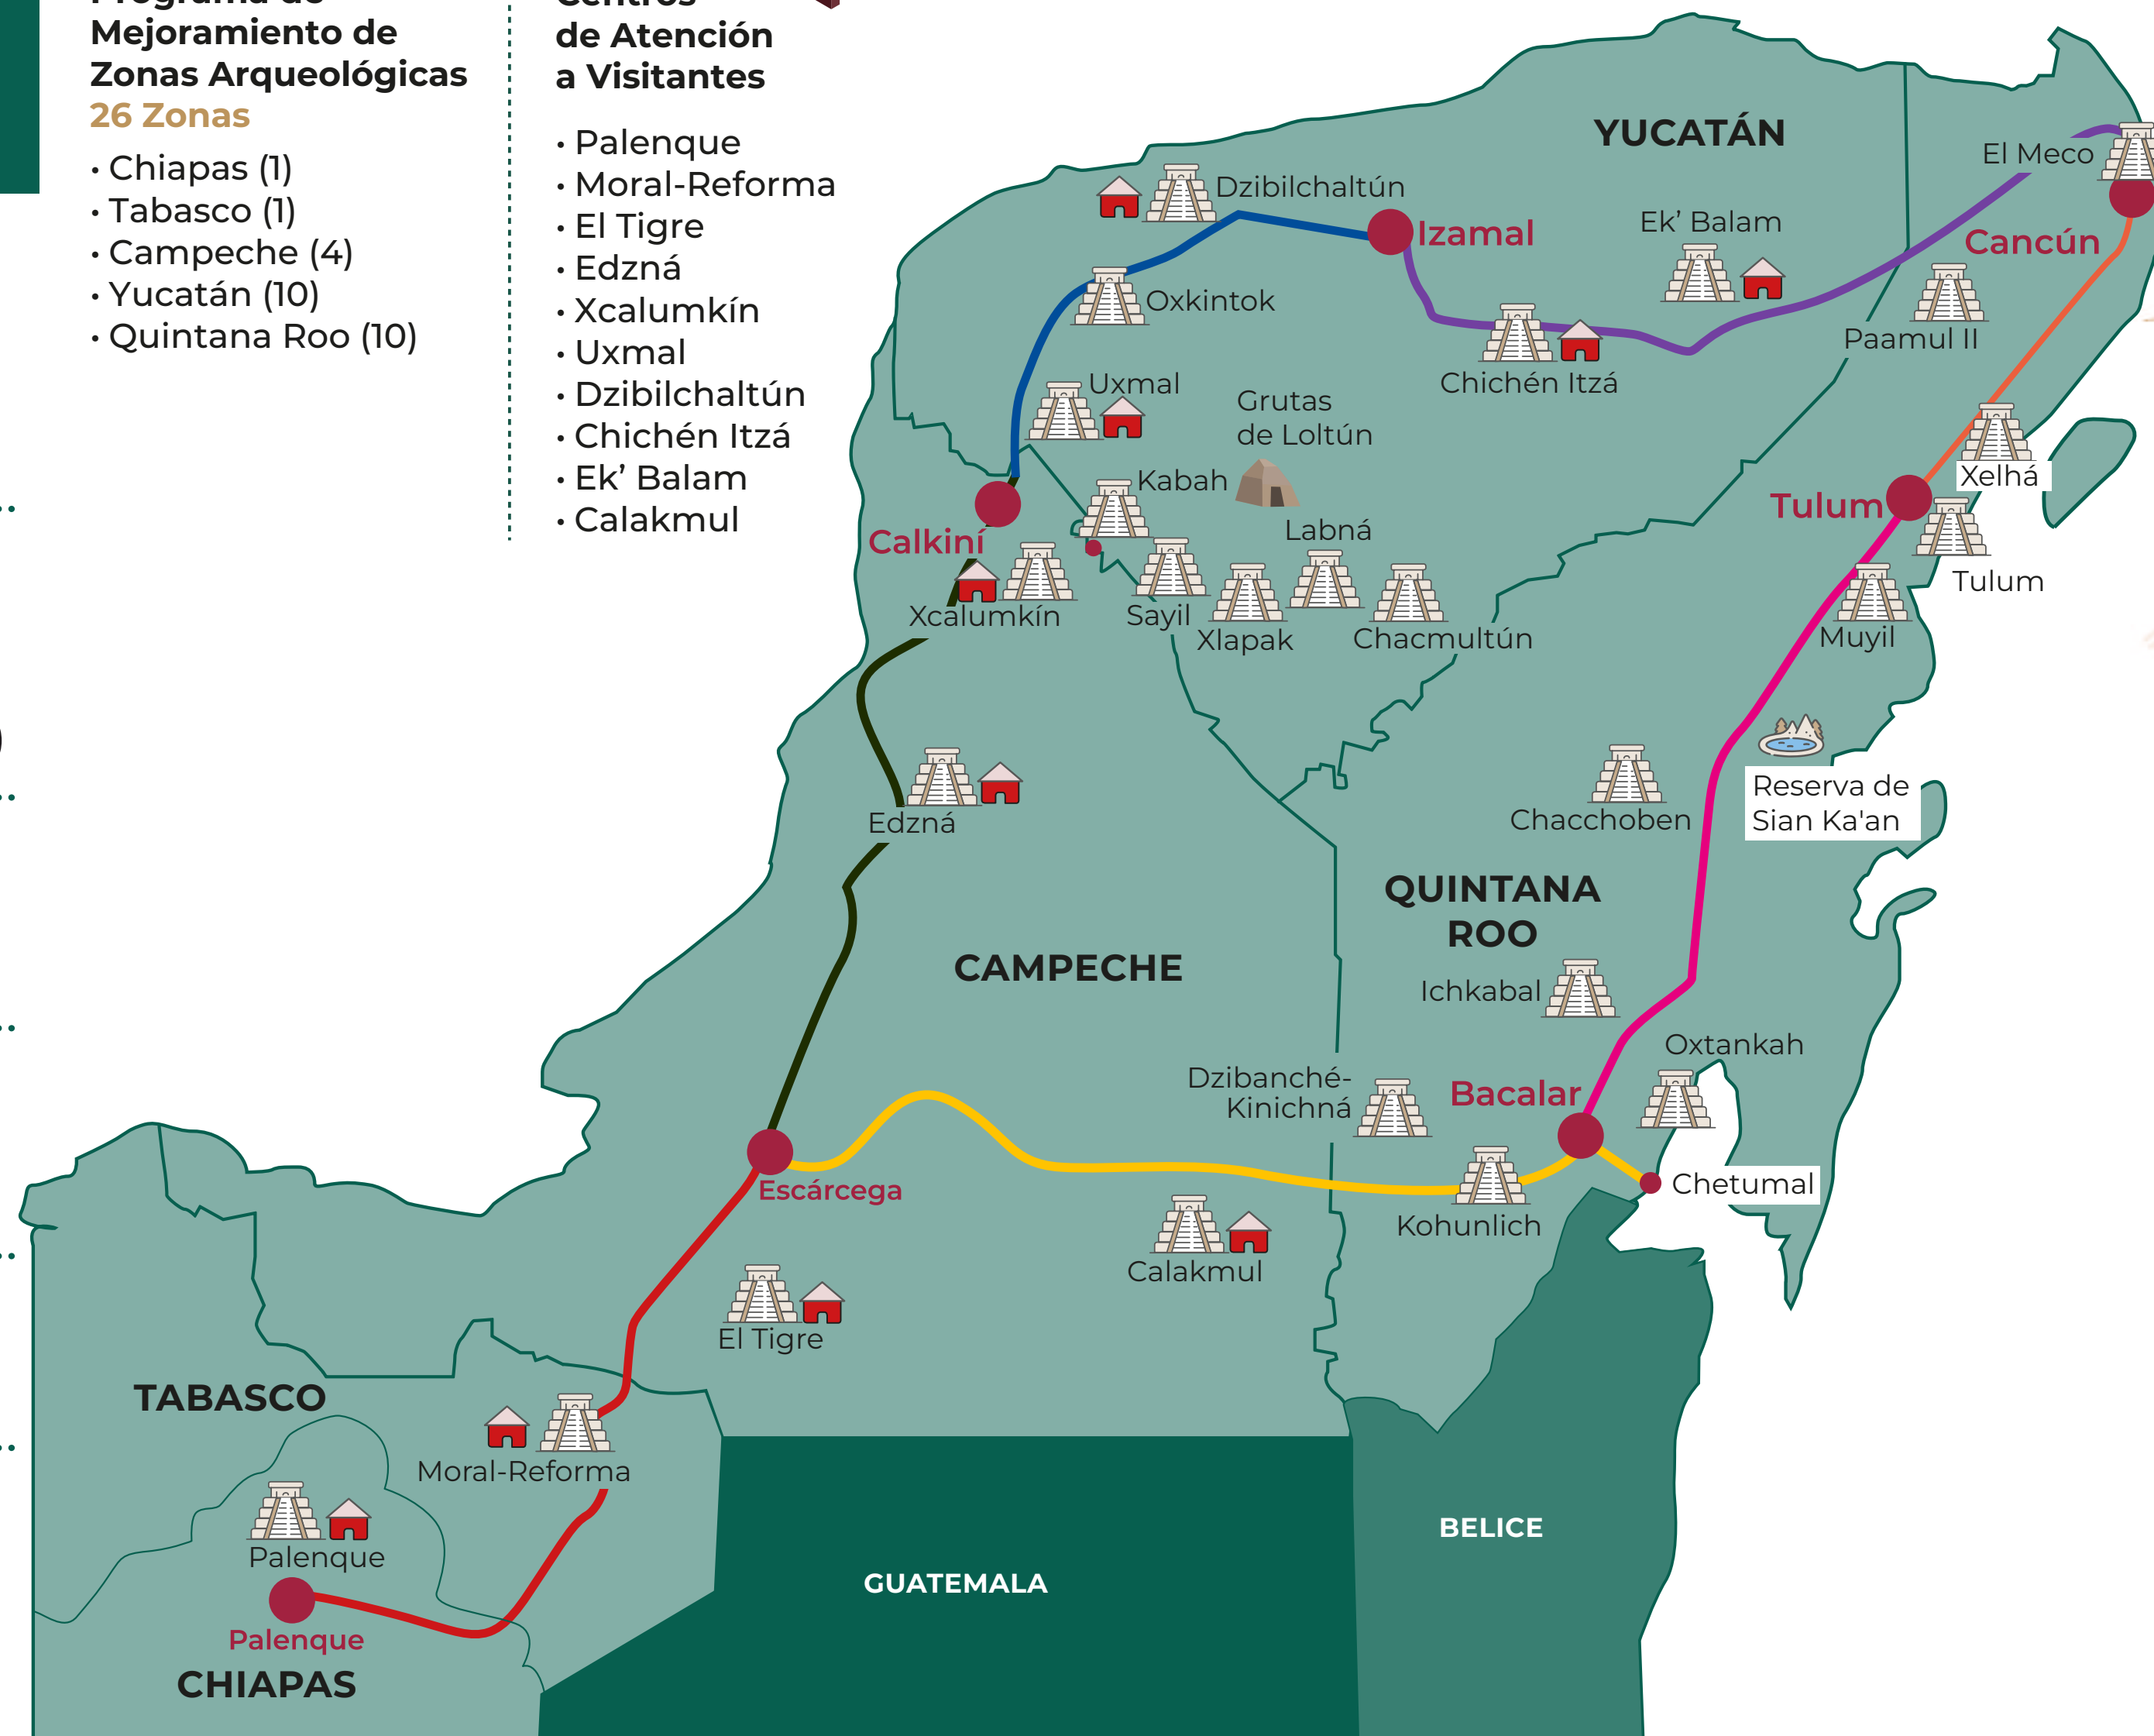 Programa de
Mejoramiento de
Zonas Arqueológicas
26 Zonas
• Chiapas (1)
• Tabasco (1)
• Campeche (4)
• Yucatán (10)
• Quintana Roo (10)
Centros
de Atención
a Visitantes
• Palenque
• Moral-Reforma
• El Tigre
• Edzná
• Xcalumkín
• Uxmal
• Dzibilchaltún
• Chichén Itzá
• Ek’ Balam
• Calakmul
YUCATÁN
El Meco
Dzibilchaltún
Izamal
Ek’ Balam
Cancún
Oxkintok
Paamul II
Chichén Itzá
Uxmal
Grutas
de Loltún
Kabah
Xelhá
Tulum
Labná
Calkiní
Tulum
Xcalumkín
Sayil
Xlapak
Chacmultún
Muyil
Reserva de
Sian Ka'an
Chacchoben
Edzná
QUINTANA
ROO
CAMPECHE
Ichkabal
Oxtankah
Dzibanché-
Kinichná
Bacalar
Chetumal
Escárcega
Kohunlich
Calakmul
El Tigre
TABASCO
Moral-Reforma
BELICE
Palenque
GUATEMALA
Palenque
CHIAPAS